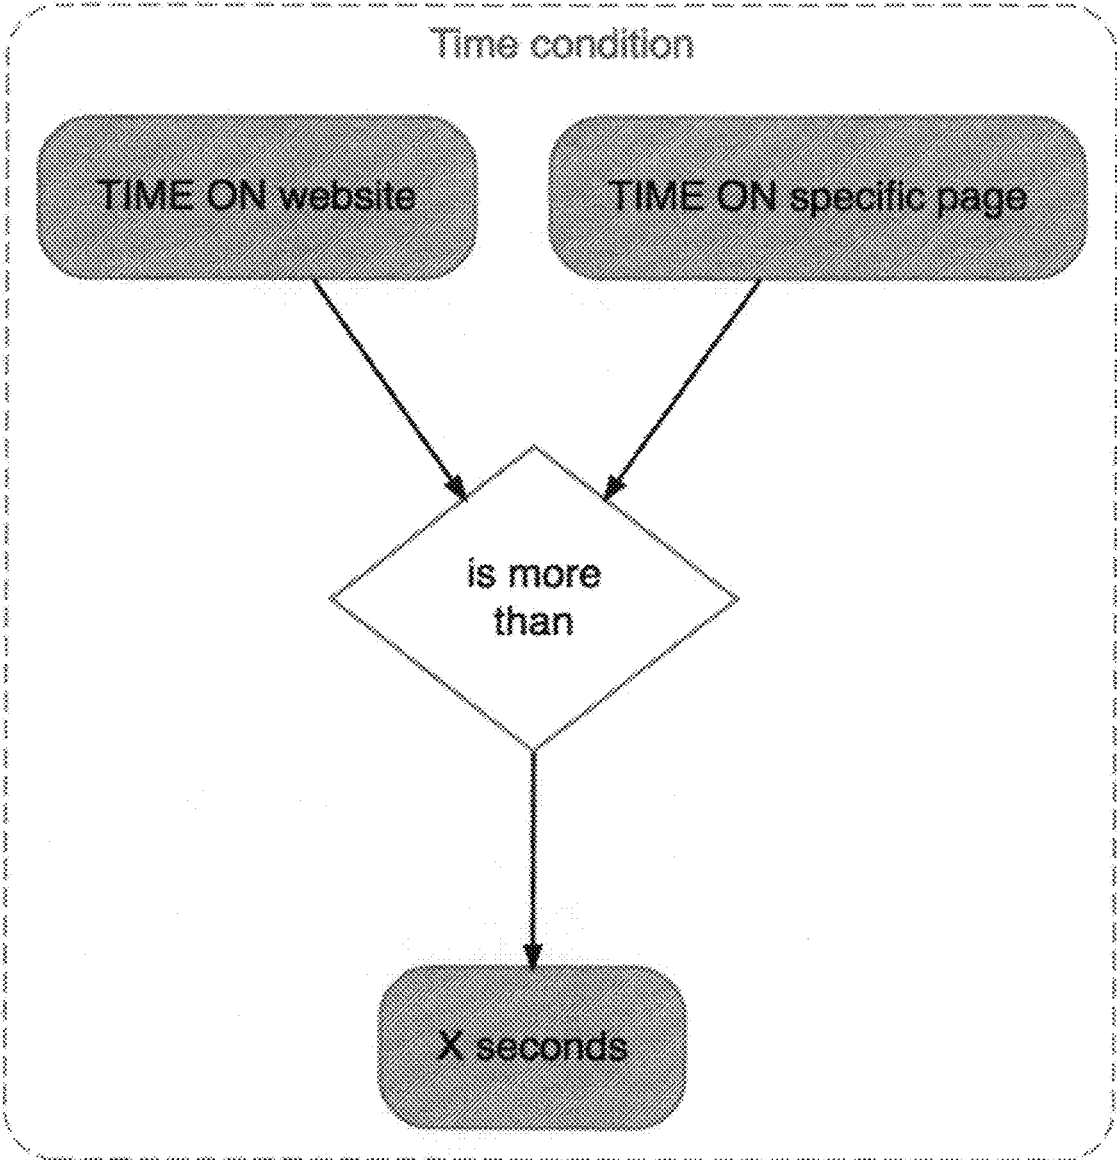 Time condition
TIME ON website
TIME ON specific page
is more
than
X seconds